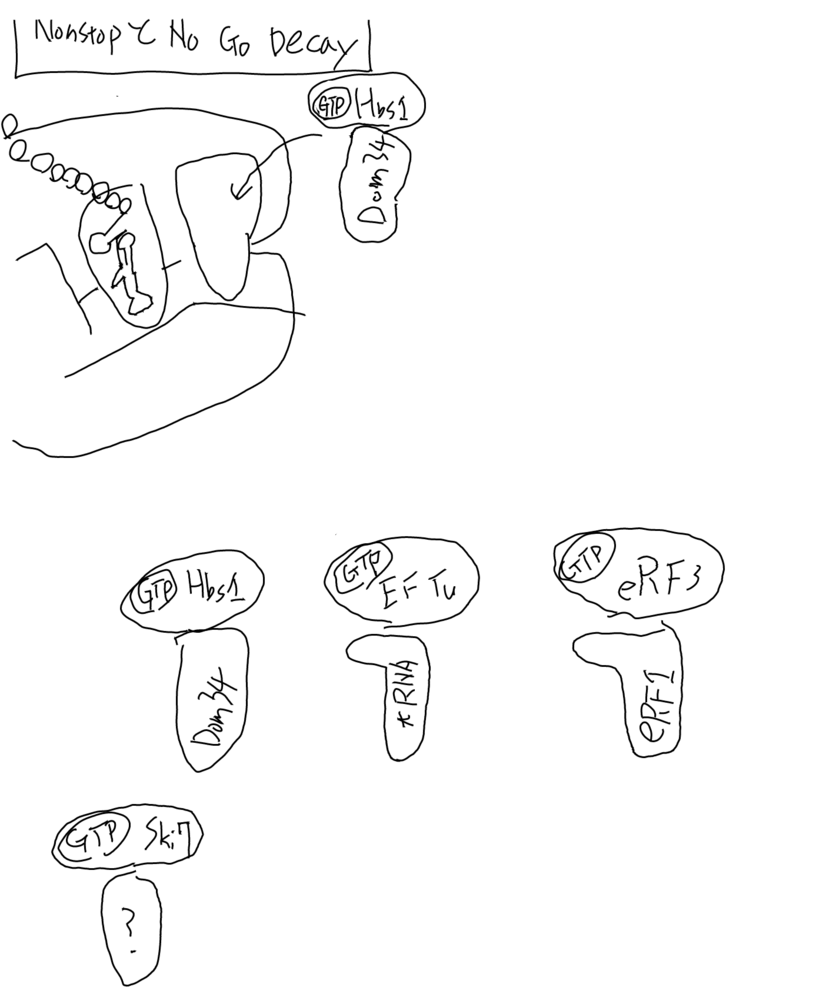 Nonstop と No Go Decay
GTP Hbs1
Dom34
GTP Hbs1
Dom34
GTP
EF Tu
tRNA
GTP eRF3
eRF1
GTP Ski7
?